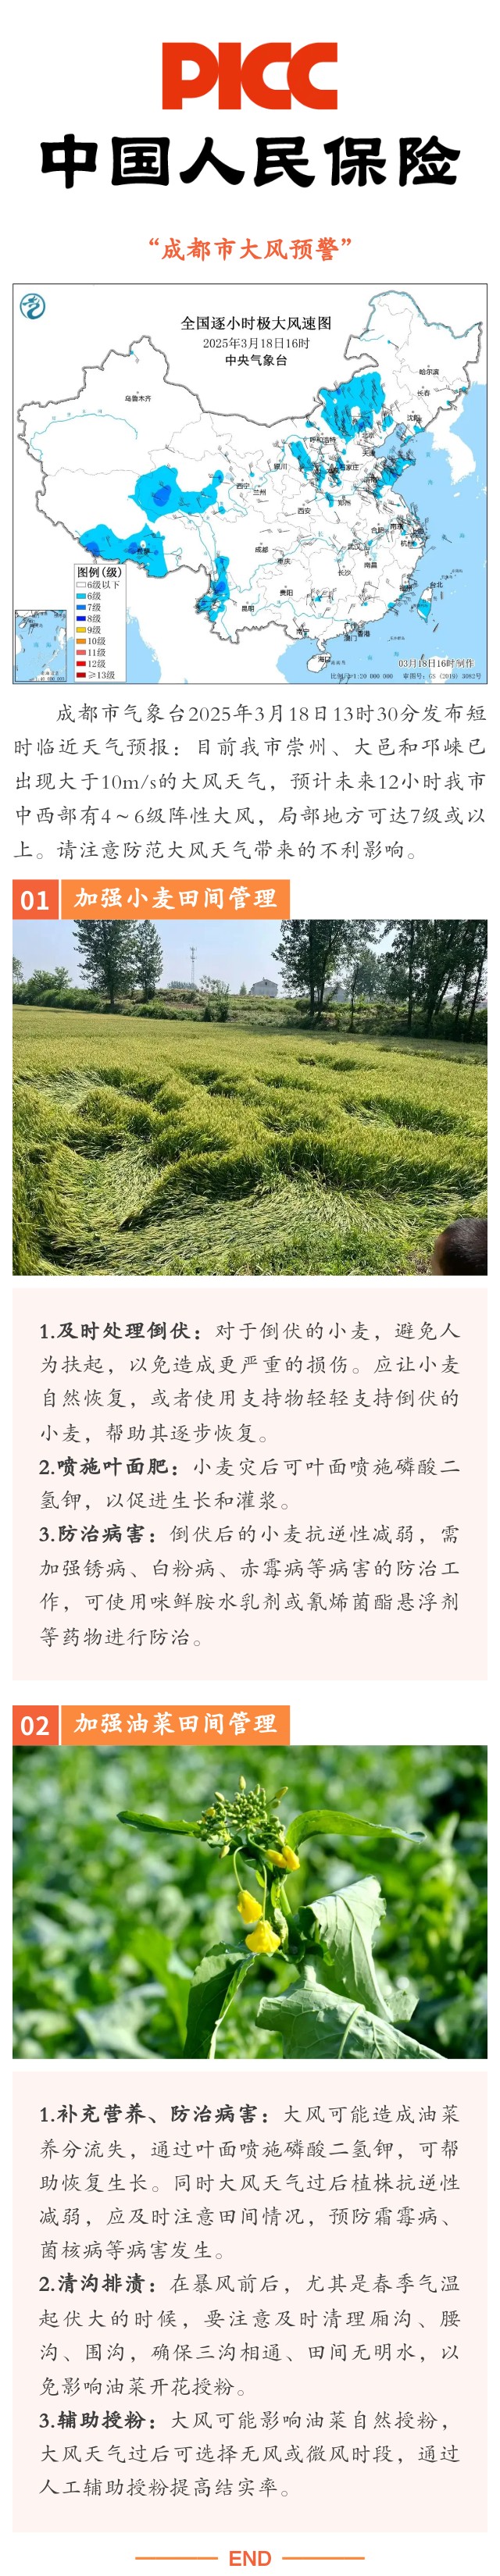 PICC
中国人民保险
“成都市大风预警”
全国逐小时极大风速图
2025年3月18日16时
中央气象台
哈尔滨
长春
乌鲁木齐
沈阳
呼和浩特
北京
天津
银川
石家庄
西宁
兰州
济南
郑州
西安
合肥
南京
成都
武汉
杭州
拉萨
重庆
长沙
南昌
贵阳
福州
台北
昆明
南宁
广州
香港
澳门
海口
图例(级)
6级以下
6级
7级
8级
9级
10级
11级
12级
≥13级
南海
03月18日16时制作
比例尺 1:20 000 000 审图号: GS (2019) 3082号
成都市气象台2025年3月18日13时30分发布短
时临近天气预报：目前我市崇州、大邑和邛崃已
出现大于10m/s的大风天气，预计未来12小时我市
中西部有4～6级阵性大风，局部地方可达7级或以
上。请注意防范大风天气带来的不利影响。
01 加强小麦田间管理
1.及时处理倒伏：对于倒伏的小麦，避免人
为扶起，以免造成更严重的损伤。应让小麦
自然恢复，或者使用支持物轻轻支持倒伏的
小麦，帮助其逐步恢复。
2.喷施叶面肥：小麦灾后可叶面喷施磷酸二
氢钾，以促进生长和灌浆。
3.防治病害：倒伏后的小麦抗逆性减弱，需
加强锈病、白粉病、赤霉病等病害的防治工
作，可使用咪鲜胺水乳剂或氰烯菌酯悬浮剂
等药物进行防治。
02 加强油菜田间管理
1.补充营养、防治病害：大风可能造成油菜
养分流失，通过叶面喷施磷酸二氢钾，可帮
助恢复生长。同时大风天气过后植株抗逆性
减弱，应及时注意田间情况，预防霜霉病、
菌核病等病害发生。
2.清沟排渍：在暴风前后，尤其是春季气温
起伏大的时候，要注意及时清理厢沟、腰
沟、围沟，确保三沟相通、田间无明水，以
免影响油菜开花授粉。
3.辅助授粉：大风可能影响油菜自然授粉，
大风天气过后可选择无风或微风时段，通过
人工辅助授粉提高结实率。
END